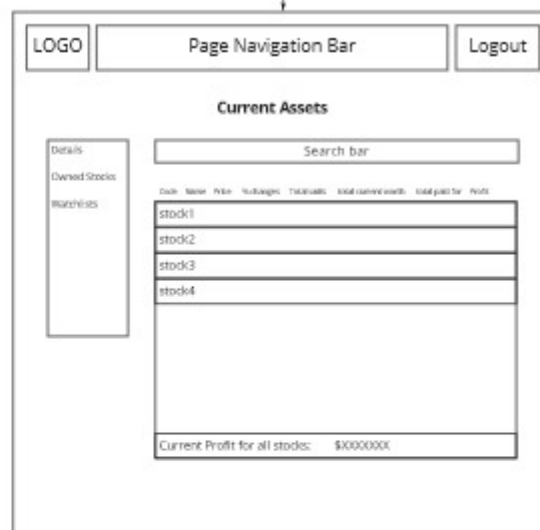 LOGO Page Navigation Bar Logout
Current Assets
Details
Owned Stocks
Watchlists
Search bar
Code Name Price %changes Total units total current worth total paid for Profit
stock1
stock2
stock3
stock4
Current Profit for all stocks: $XXXXXXX